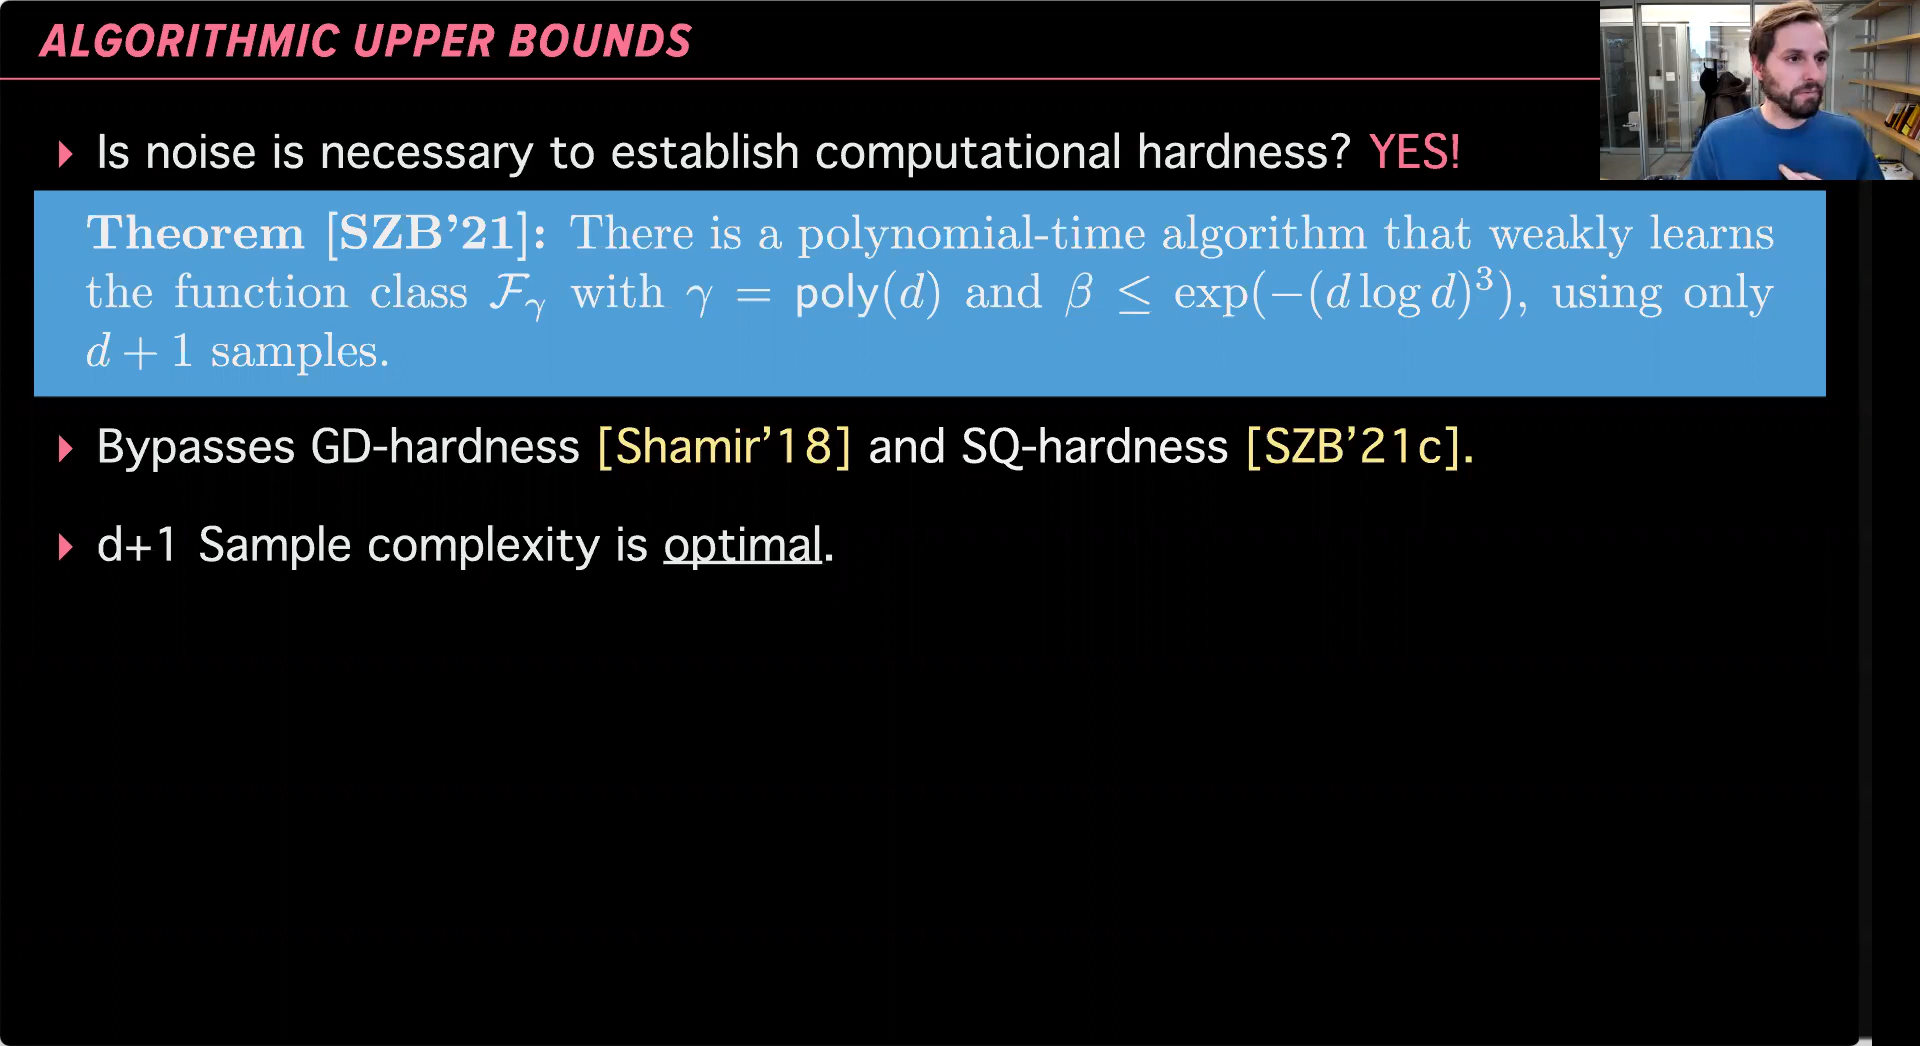 ALGORITHMIC UPPER BOUNDS
Is noise is necessary to establish computational hardness? YES!
Theorem [SZB’21]: There is a polynomial-time algorithm that weakly learns
the function class 𝓕_γ with γ = poly(d) and β ≤ exp(−(d log d)³), using only
d + 1 samples.
Bypasses GD-hardness [Shamir’18] and SQ-hardness [SZB’21c].
d+1 Sample complexity is optimal.